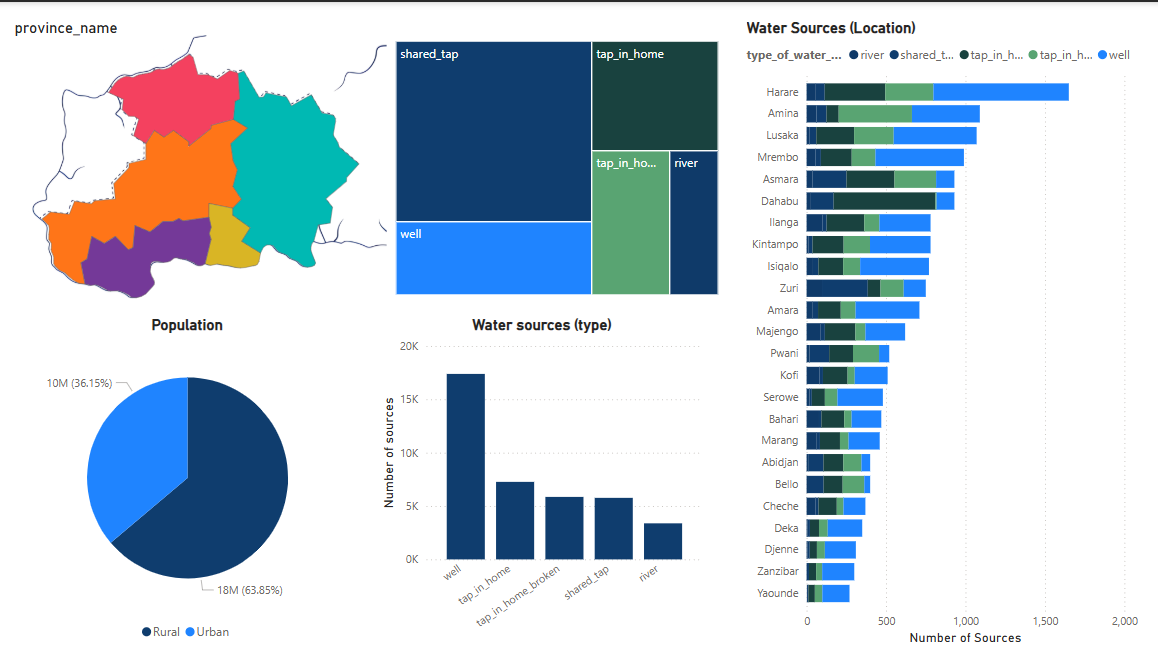 province_name
shared_tap
tap_in_home
tap_in_ho...
river
well
Population
10M (36.15%)
18M (63.85%)
Rural
Urban
Water sources (type)
Number of sources
20K
15K
10K
5K
0K
well
tap_in_home
tap_in_home_broken
shared_tap
river
Water Sources (Location)
type_of_water_... river shared_t... tap_in_h... tap_in_h... well
Harare
Amina
Lusaka
Mrembo
Asmara
Dahabu
Ilanga
Kintampo
Isiqalo
Zuri
Amara
Majengo
Pwani
Kofi
Serowe
Bahari
Marang
Abidjan
Bello
Cheche
Deka
Djenne
Zanzibar
Yaounde
0 500 1,000 1,500 2,000
Number of Sources